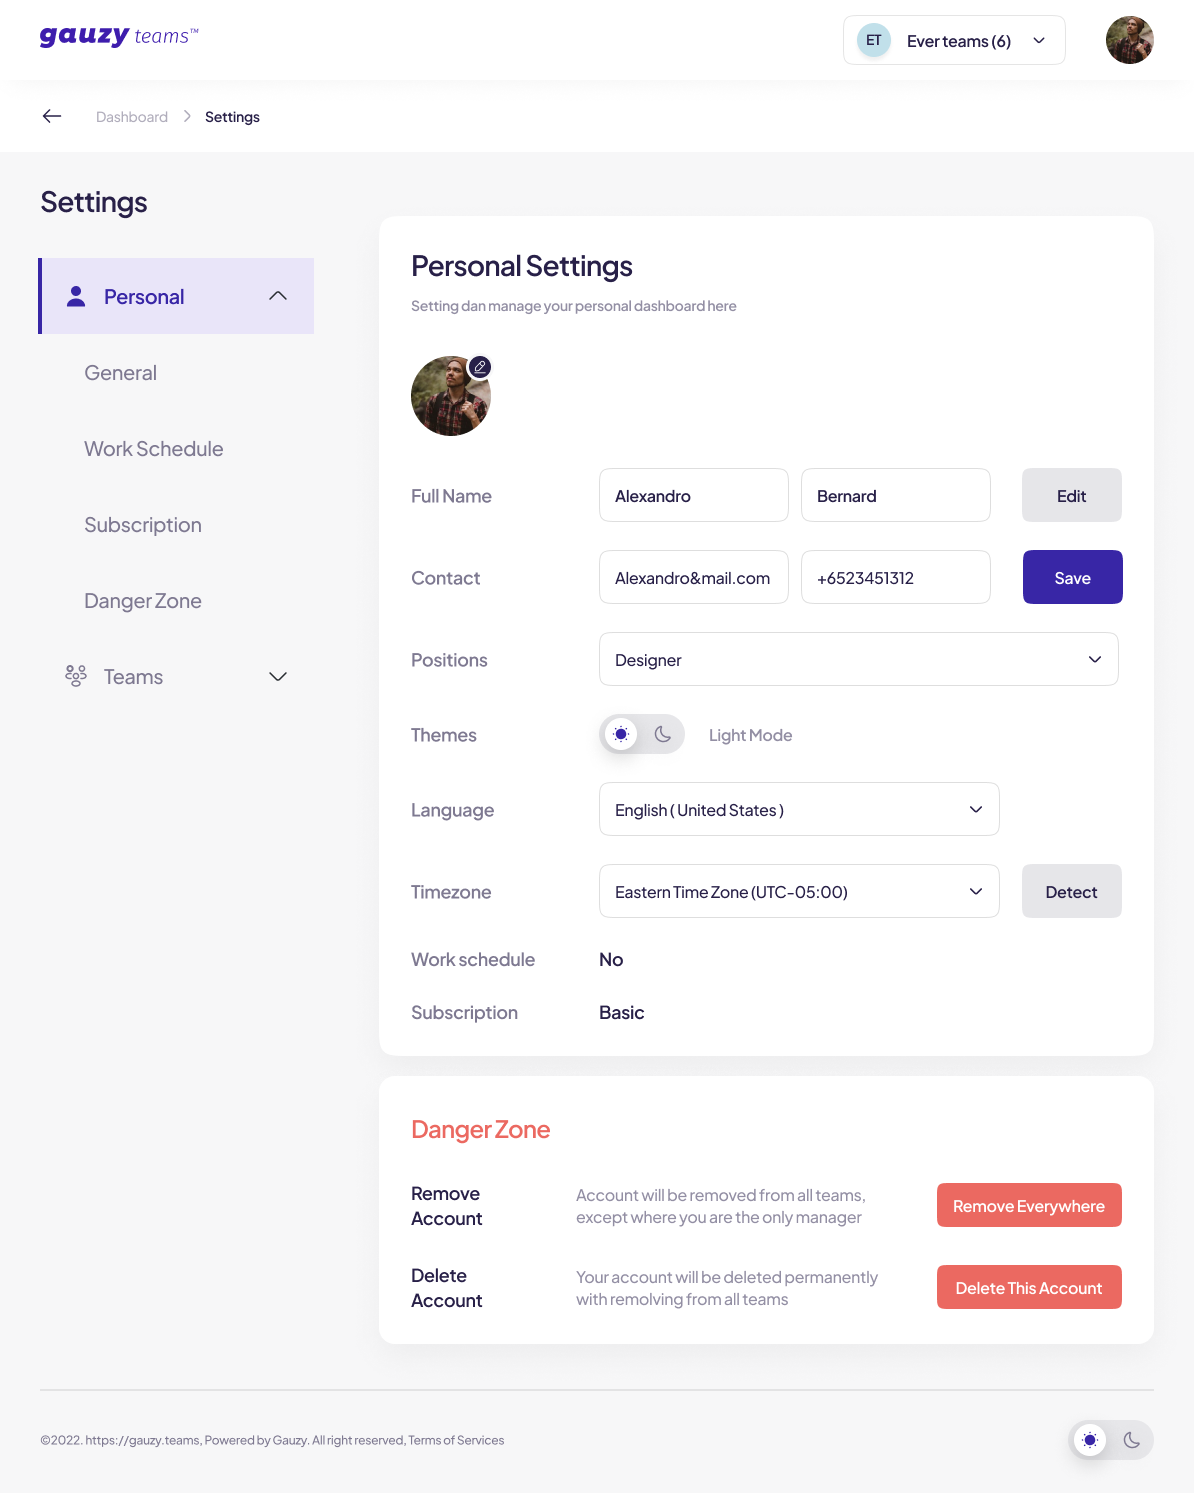 gauzy teams™
ET Ever teams (6)
Dashboard Settings
Settings
Personal
General
Work Schedule
Subscription
Danger Zone
Teams
Personal Settings
Setting dan manage your personal dashboard here
Full Name Alexandro Bernard Edit
Contact Alexandro&mail.com +6523451312 Save
Positions Designer
Themes Light Mode
Language English ( United States )
Timezone Eastern Time Zone (UTC-05:00) Detect
Work schedule No
Subscription Basic
Danger Zone
Remove
Account
Account will be removed from all teams,
except where you are the only manager
Remove Everywhere
Delete
Account
Your account will be deleted permanently
with remolving from all teams
Delete This Account
©2022. https://gauzy.teams, Powered by Gauzy. All right reserved, Terms of Services